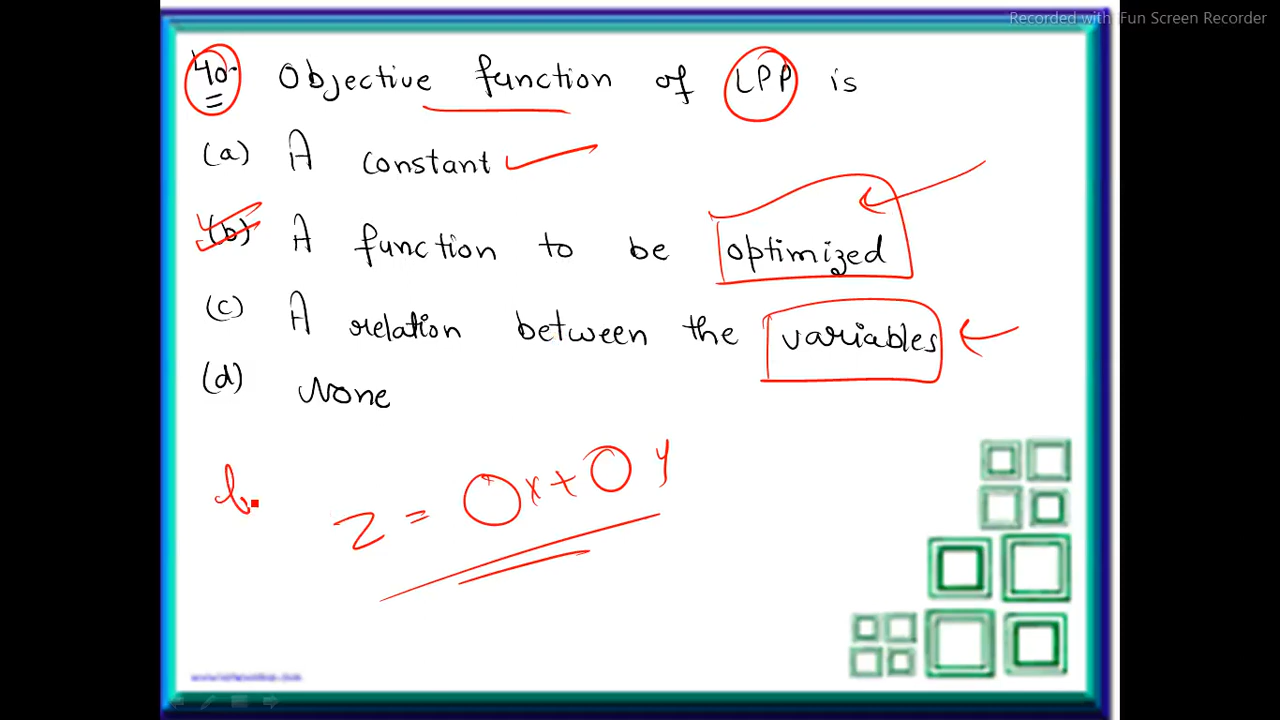 Recorded with Fun Screen Recorder
40. Objective function of LPP is
(a) A constant
(b) A function to be optimized
(c) A relation between the variables
(d) None
b
Z = O x + O y